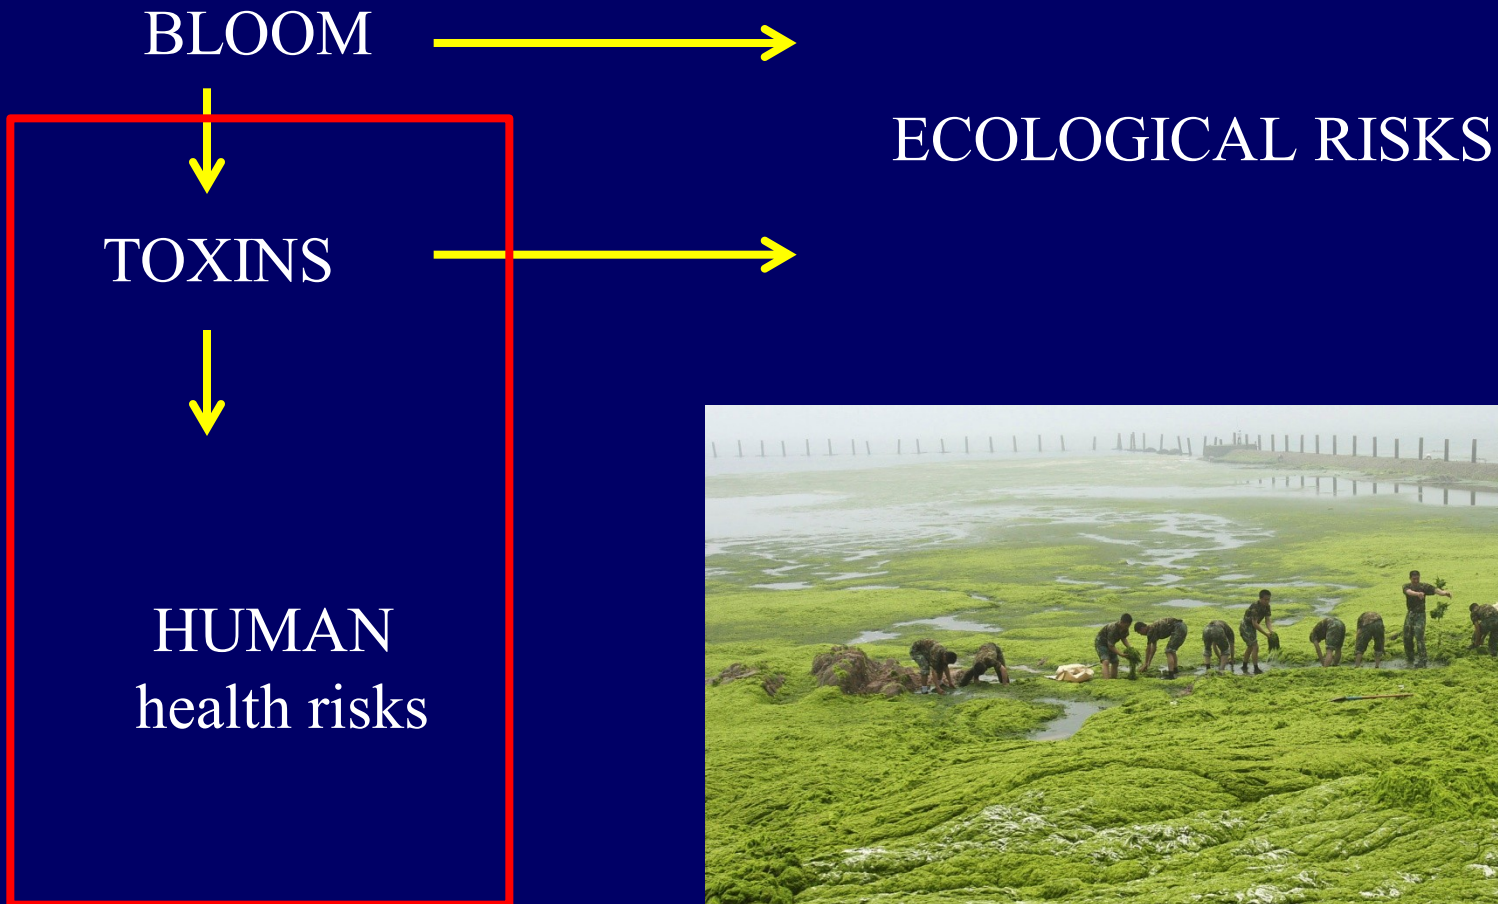 BLOOM
ECOLOGICAL RISKS
TOXINS
HUMAN
health risks